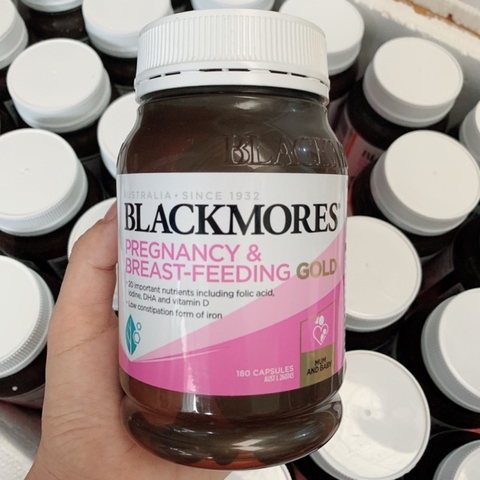 BLACKMORES
AUSTRALIA • SINCE 1932
BLACKMORES
PREGNANCY &
BREAST-FEEDING GOLD
• 20 important nutrients including folic acid,
iodine, DHA and vitamin D
• Low constipation form of iron
MUM
AND BABY
180 CAPSULES